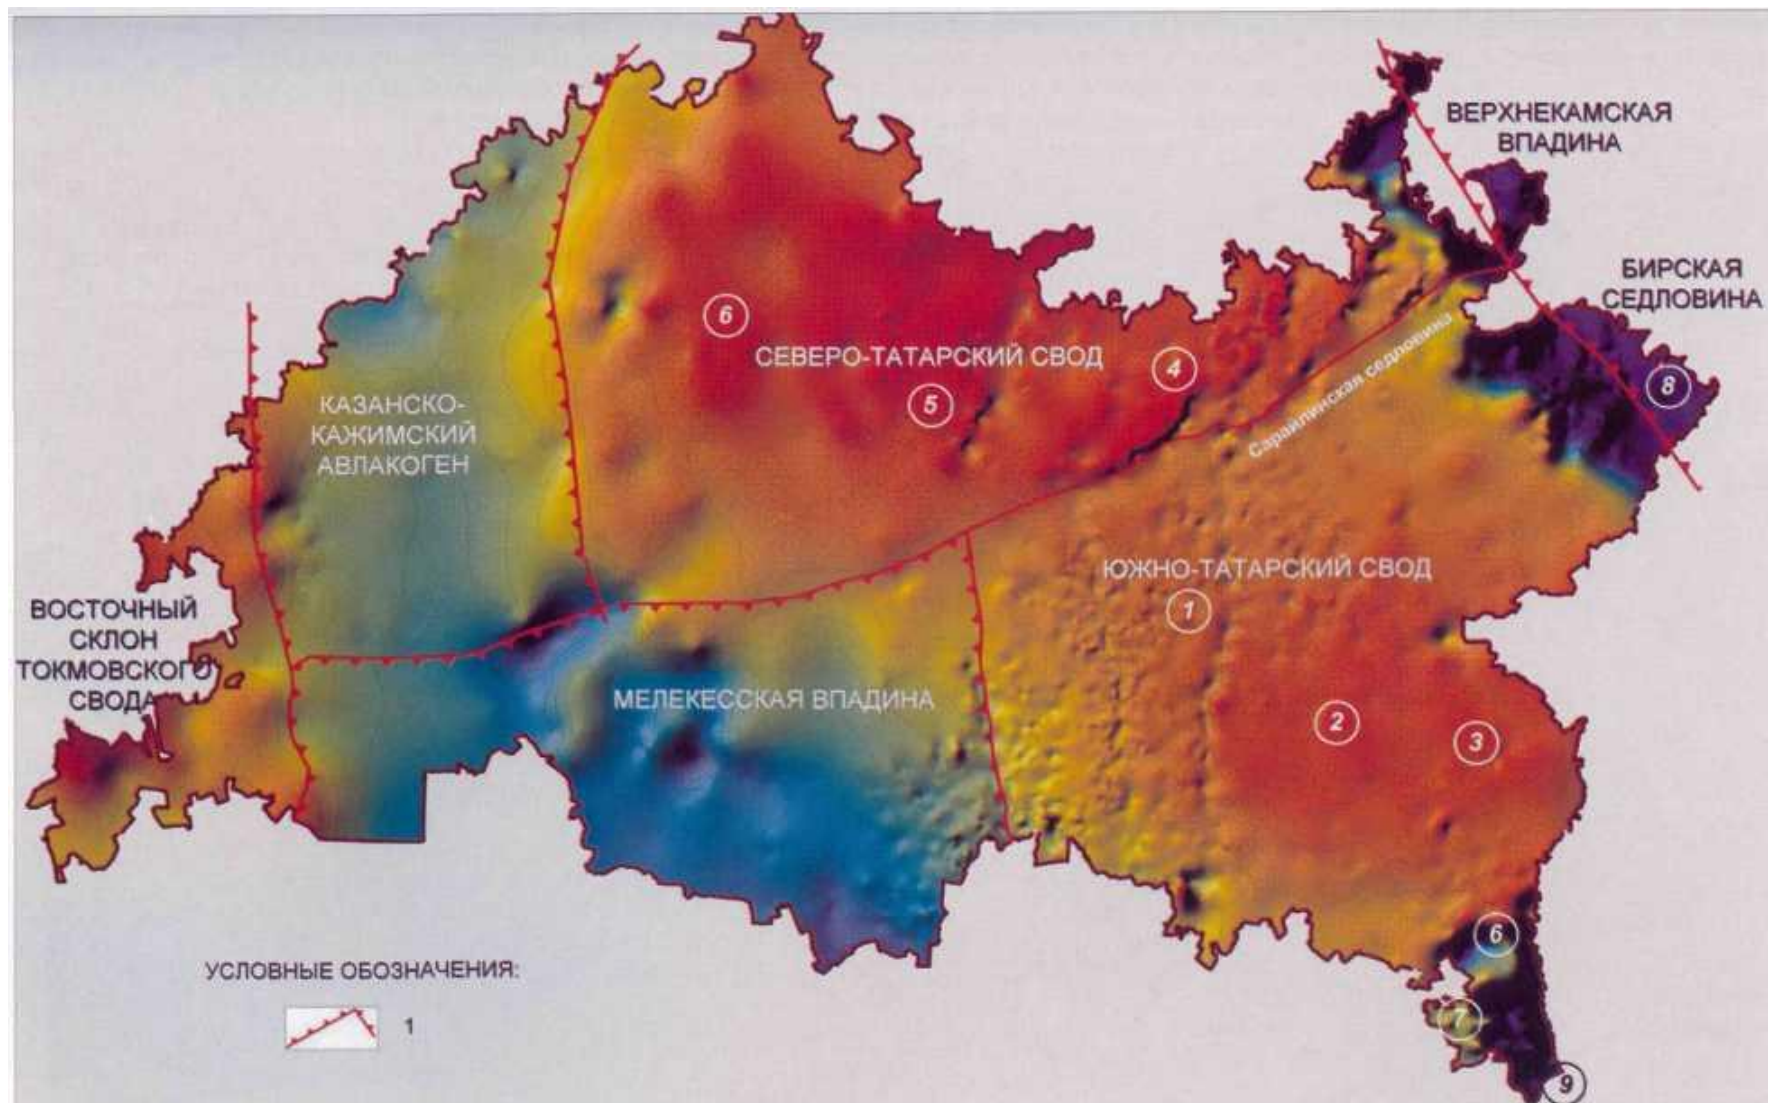 ВЕРХНЕКАМСКАЯ
ВПАДИНА
БИРСКАЯ
СЕДЛОВИНА
6
СЕВЕРО-ТАТАРСКИЙ СВОД
4
5
8
Сарайлинская седловина
КАЗАНСКО-
КАЖИМСКИЙ
АВЛАКОГЕН
ЮЖНО-ТАТАРСКИЙ СВОД
1
ВОСТОЧНЫЙ
СКЛОН
ТОКМОВСКОГО
СВОДА
МЕЛЕКЕССКАЯ ВПАДИНА
2
3
6
7
9
УСЛОВНЫЕ ОБОЗНАЧЕНИЯ:
1